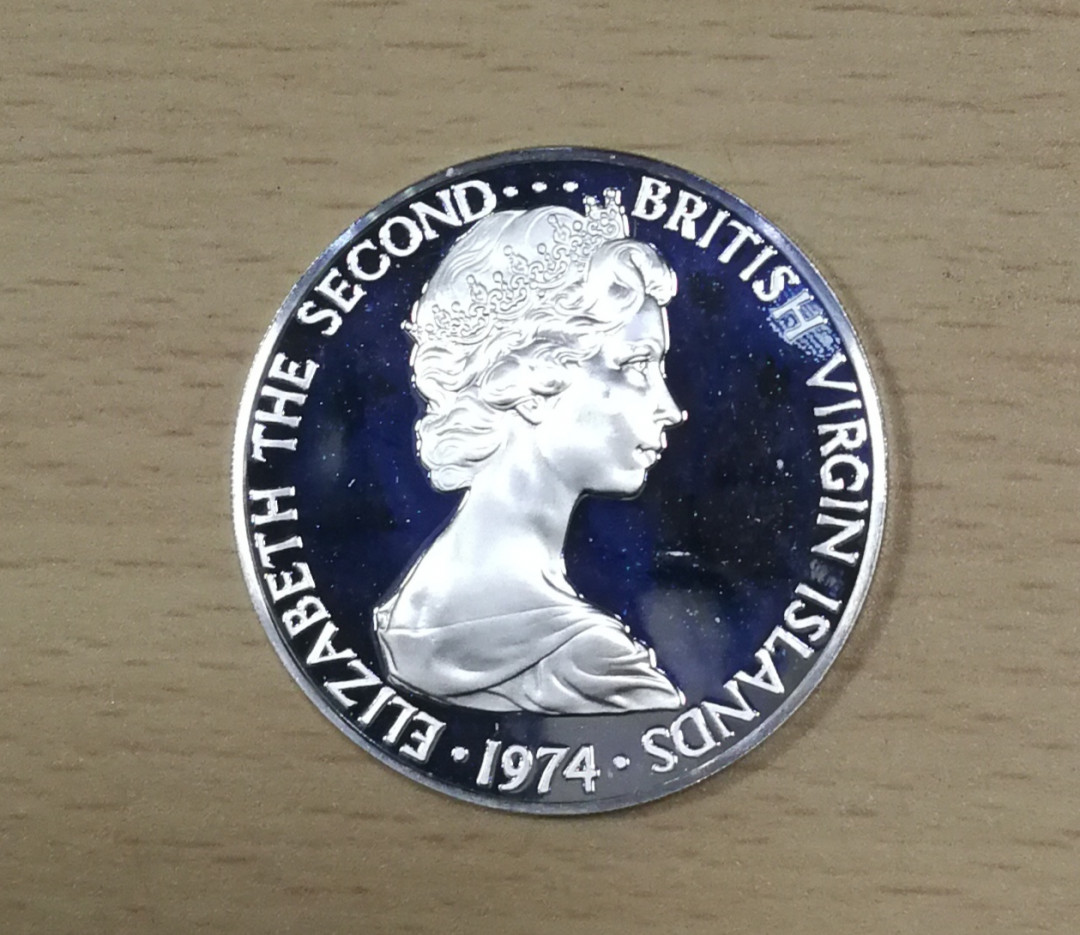 ELIZABETH THE SECOND... BRITISH VIRGIN ISLANDS
· 1974 ·